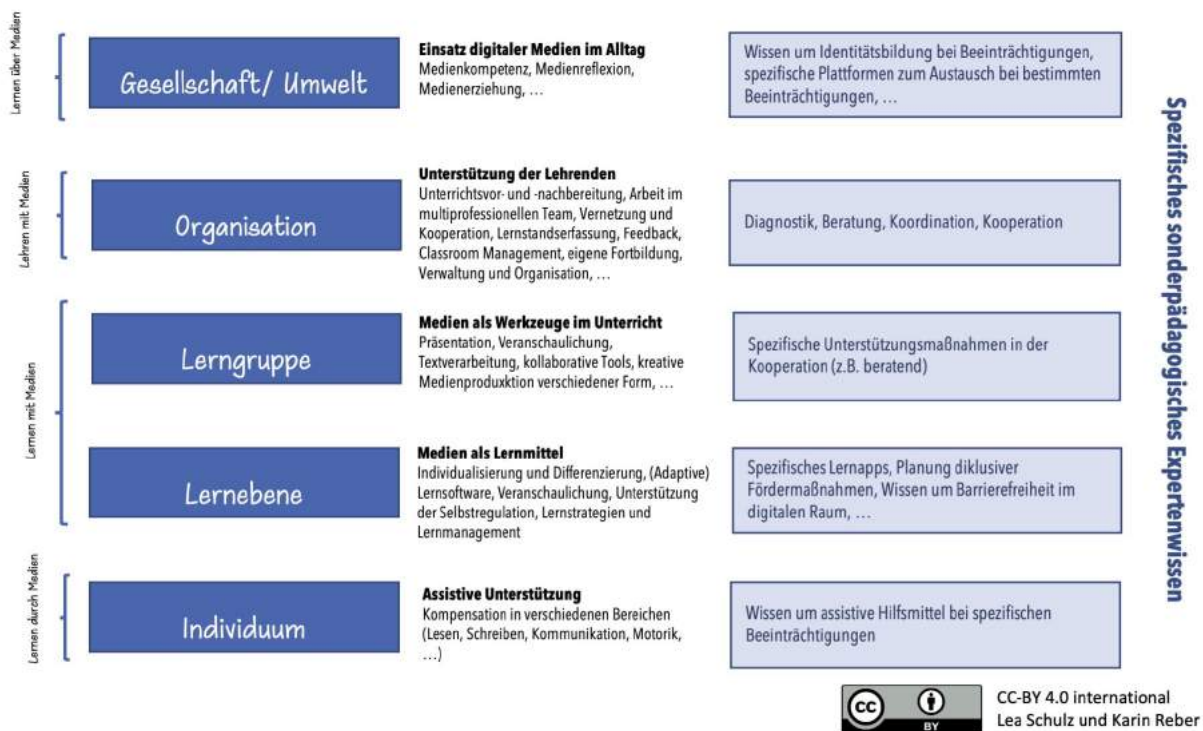 Lernen über Medien
Gesellschaft/ Umwelt
Einsatz digitaler Medien im Alltag
Medienkompetenz, Medienreflexion,
Medienerziehung, …
Wissen um Identitätsbildung bei Beeinträchtigungen,
spezifische Plattformen zum Austausch bei bestimmten
Beeinträchtigungen, …
Lehren mit Medien
Organisation
Unterstützung der Lehrenden
Unterrichtsvor- und -nachbereitung, Arbeit im
multiprofessionellen Team, Vernetzung und
Kooperation, Lernstandserfassung, Feedback,
Classroom Management, eigene Fortbildung,
Verwaltung und Organisation, …
Diagnostik, Beratung, Koordination, Kooperation
Lernen mit Medien
Lerngruppe
Medien als Werkzeuge im Unterricht
Präsentation, Veranschaulichung,
Textverarbeitung, kollaborative Tools, kreative
Medienproduxktion verschiedener Form, …
Spezifische Unterstützungsmaßnahmen in der
Kooperation (z.B. beratend)
Lernebene
Medien als Lernmittel
Individualisierung und Differenzierung, (Adaptive)
Lernsoftware, Veranschaulichung, Unterstützung
der Selbstregulation, Lernstrategien und
Lernmanagement
Spezifisches Lernapps, Planung diklusiver
Fördermaßnahmen, Wissen um Barrierefreiheit im
digitalen Raum, …
Lernen durch Medien
Individuum
Assistive Unterstützung
Kompensation in verschiedenen Bereichen
(Lesen, Schreiben, Kommunikation, Motorik,
…)
Wissen um assistive Hilfsmittel bei spezifischen
Beeinträchtigungen
Spezifisches sonderpädagogisches Expertenwissen
cc
BY
CC-BY 4.0 international
Lea Schulz und Karin Reber